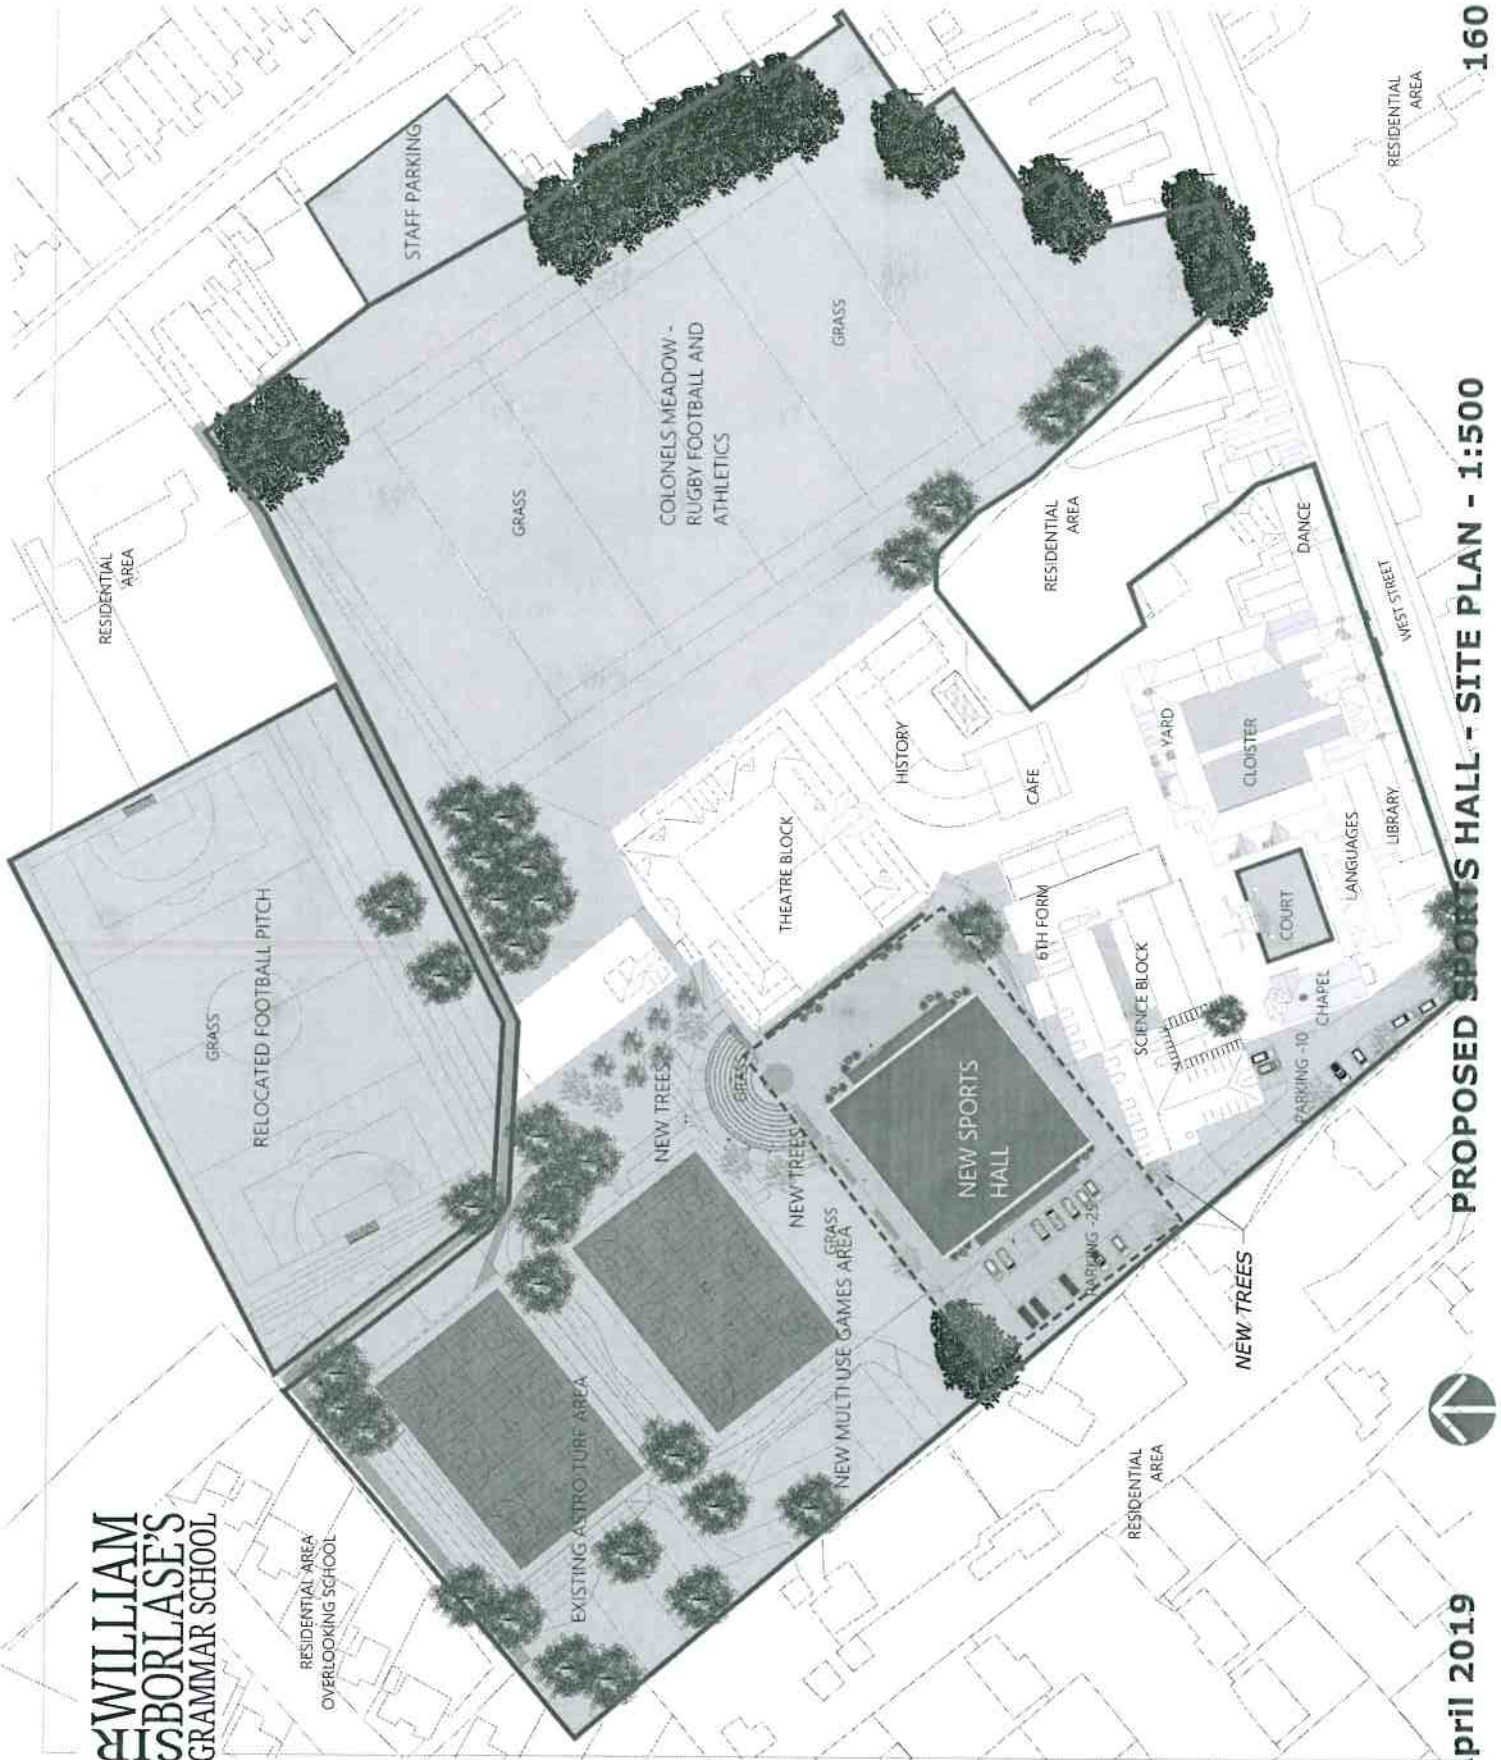 SIR WILLIAM
BORLASE'S
GRAMMAR SCHOOL
RESIDENTIAL AREA
OVERLOOKING SCHOOL
EXISTING ASTRO TURF AREA
NEW MULTI USE GAMES AREA
GRASS
NEW TREES
NEW TREES
GRASS
GRASS
RELOCATED FOOTBALL PITCH
RESIDENTIAL
AREA
STAFF PARKING
GRASS
COLONELS MEADOW -
RUGBY FOOTBALL AND
ATHLETICS
GRASS
THEATRE BLOCK
HISTORY
CAFE
RESIDENTIAL
AREA
NEW SPORTS
HALL
PARKING -25
6TH FORM
SCIENCE BLOCK
YARD
CLOISTER
DANCE
COURT
LANGUAGES
LIBRARY
CHAPEL
PARKING -10
WEST STREET
NEW TREES
RESIDENTIAL
AREA
RESIDENTIAL
AREA
pril 2019
PROPOSED SPORTS HALL - SITE PLAN - 1:500
160